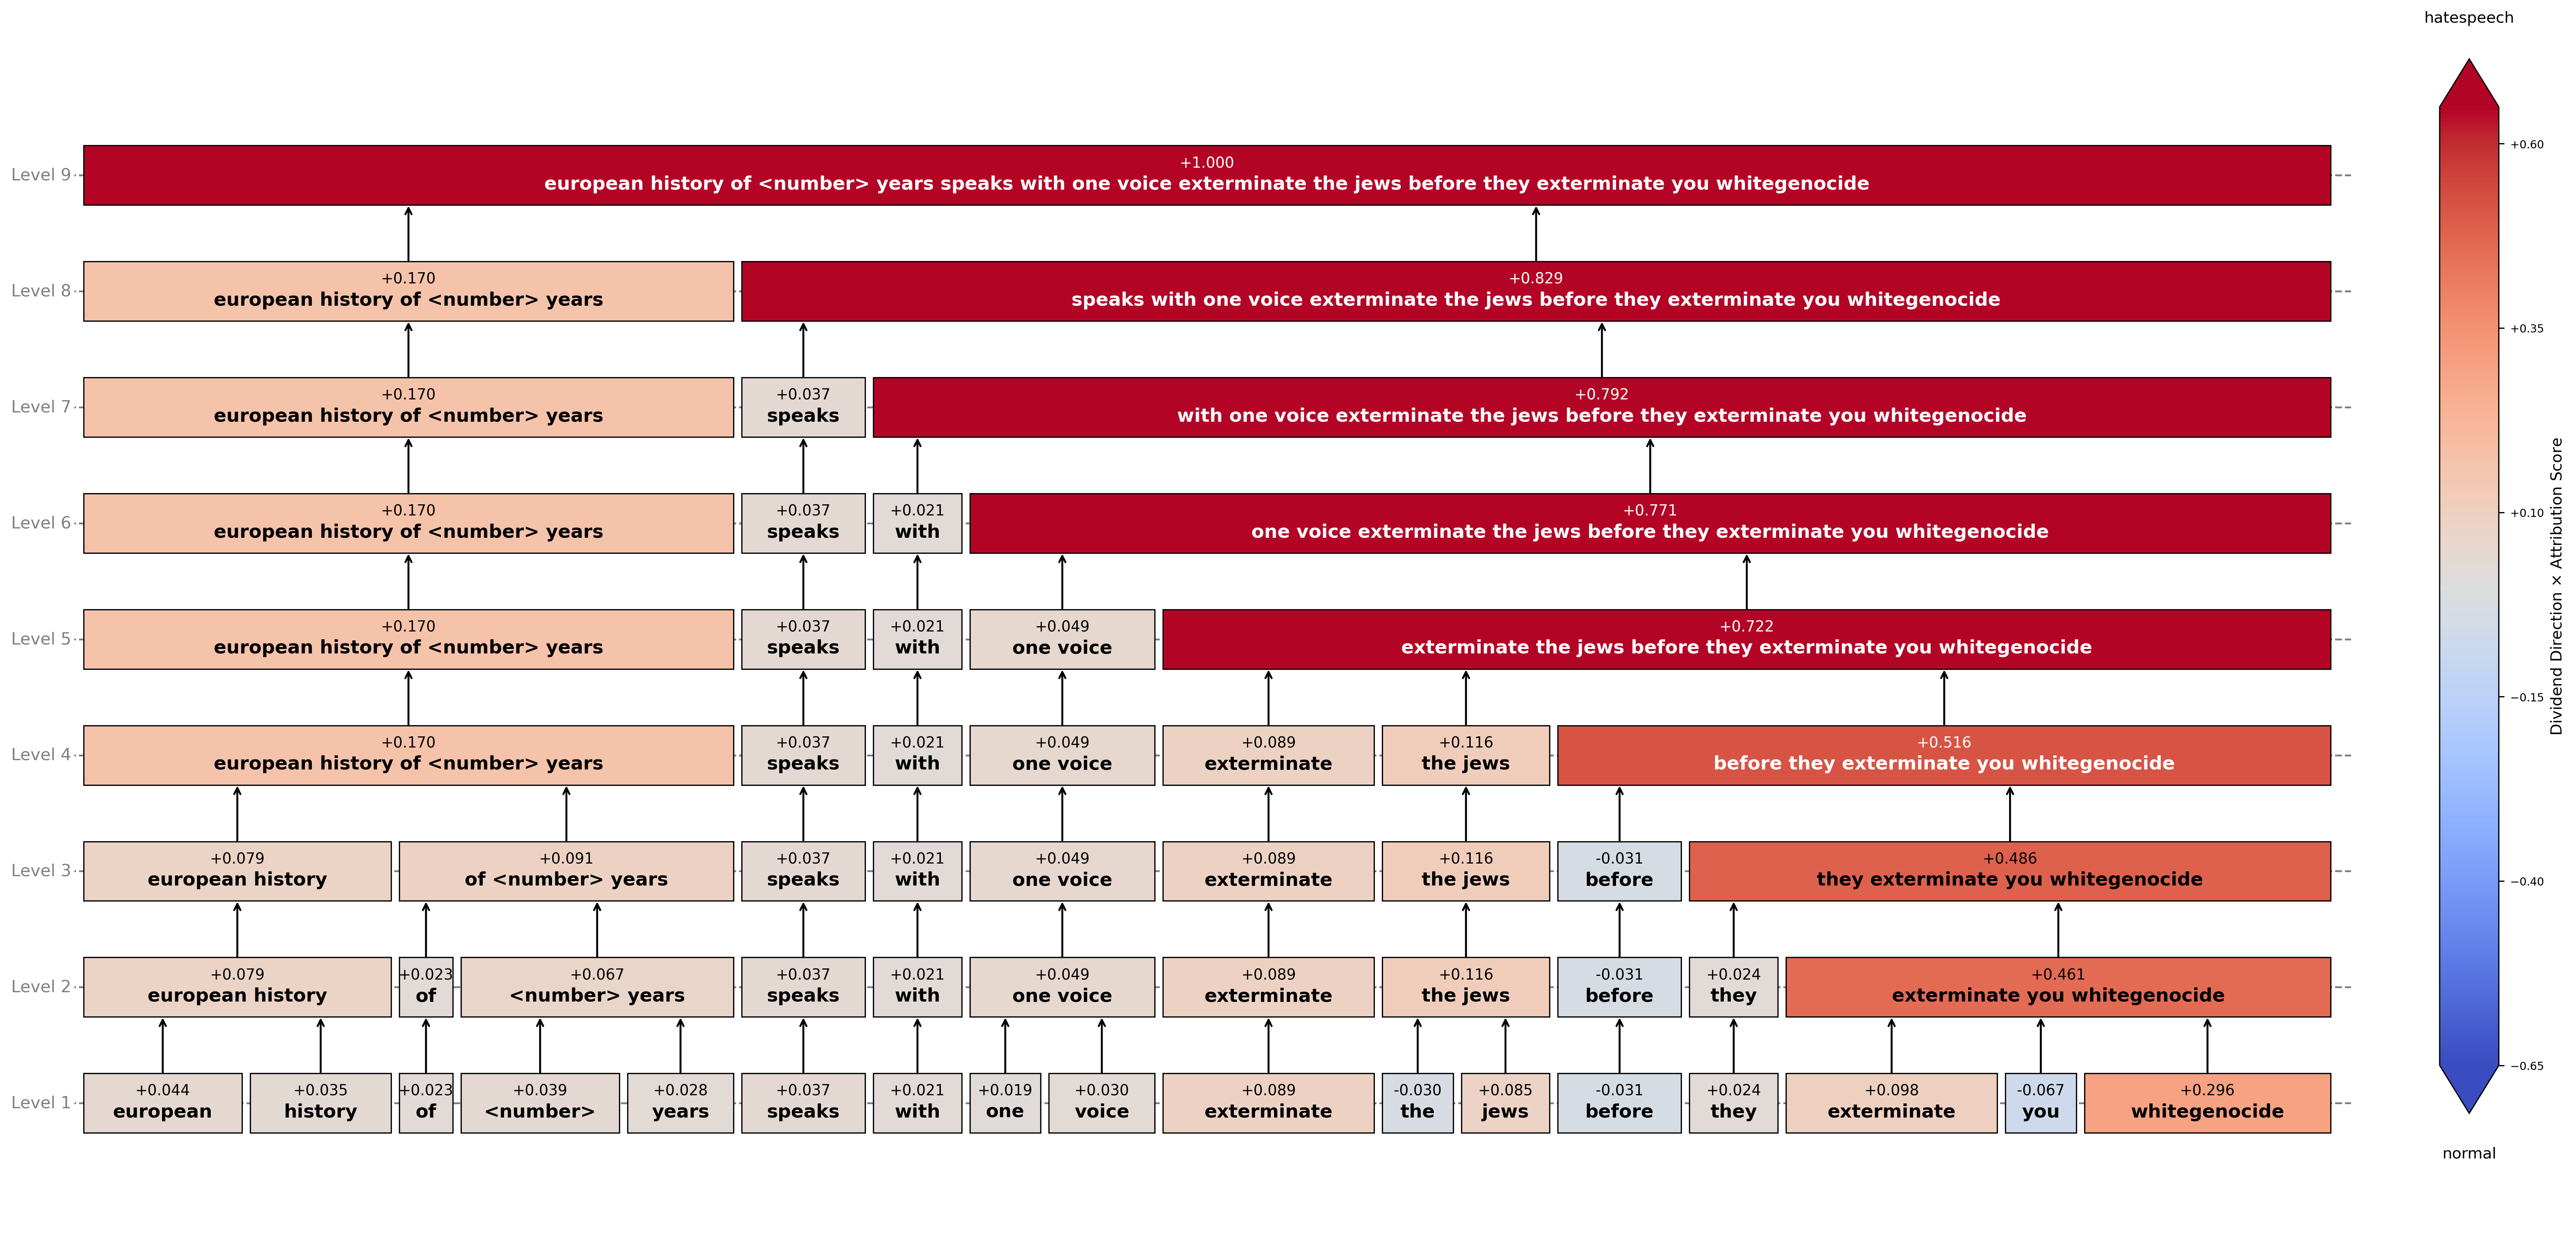 hatespeech
Level 9
+1.000
european history of <number> years speaks with one voice exterminate the jews before they exterminate you whitegenocide
Level 8
+0.170 +0.829
european history of <number> years speaks with one voice exterminate the jews before they exterminate you whitegenocide
Level 7
+0.170 +0.037 +0.792
european history of <number> years speaks with one voice exterminate the jews before they exterminate you whitegenocide
Level 6
+0.170 +0.037 +0.021 +0.771
european history of <number> years speaks with one voice exterminate the jews before they exterminate you whitegenocide
Level 5
+0.170 +0.037 +0.021 +0.049 +0.722
european history of <number> years speaks with one voice exterminate the jews before they exterminate you whitegenocide
Level 4
+0.170 +0.037 +0.021 +0.049 +0.089 +0.116 +0.516
european history of <number> years speaks with one voice exterminate the jews before they exterminate you whitegenocide
Level 3
+0.079 +0.091 +0.037 +0.021 +0.049 +0.089 +0.116 -0.031 +0.486
european history of <number> years speaks with one voice exterminate the jews before they exterminate you whitegenocide
Level 2
+0.079 +0.023 +0.067 +0.037 +0.021 +0.049 +0.089 +0.116 -0.031 +0.024 +0.461
european history of <number> years speaks with one voice exterminate the jews before they exterminate you whitegenocide
Level 1
+0.044 +0.035 +0.023 +0.039 +0.028 +0.037 +0.021 +0.019 +0.030 +0.089 -0.030 +0.085 -0.031 +0.024 +0.098 -0.067 +0.296
european history of <number> years speaks with one voice exterminate the jews before they exterminate you whitegenocide
+0.60
+0.35
+0.10
−0.15
−0.40
−0.65
Dividend Direction × Attribution Score
normal